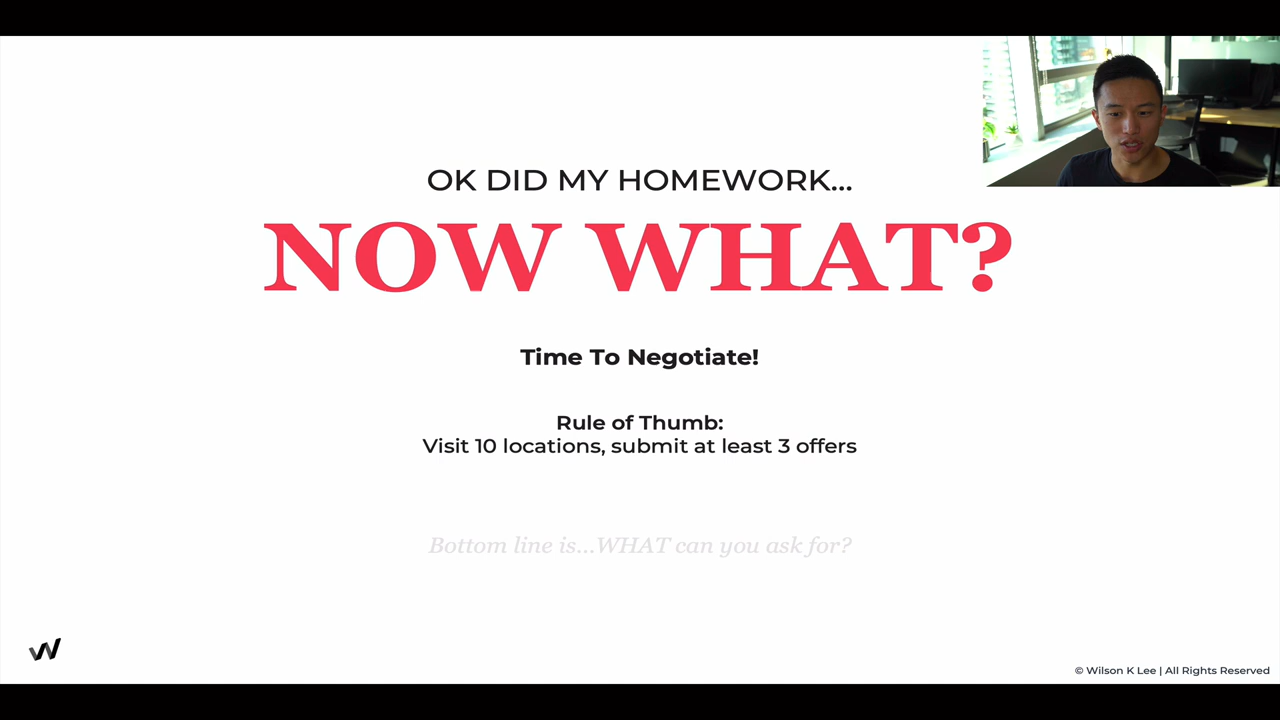 OK DID MY HOMEWORK...
NOW WHAT?
Time To Negotiate!
Rule of Thumb:
Visit 10 locations, submit at least 3 offers
Bottom line is...WHAT can you ask for?
© Wilson K Lee | All Rights Reserved